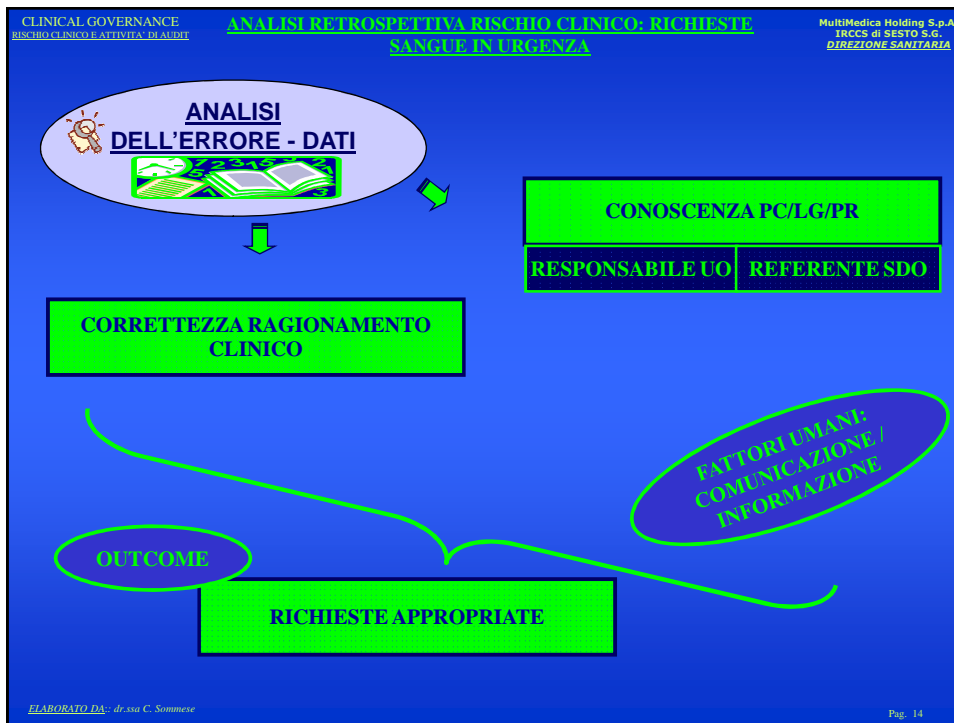 CLINICAL GOVERNANCE
RISCHIO CLINICO E ATTIVITA' DI AUDIT
ANALISI RETROSPETTIVA RISCHIO CLINICO: RICHIESTE
SANGUE IN URGENZA
MultiMedica Holding S.p.A
IRCCS di SESTO S.G.
DIREZIONE SANITARIA
ANALISI
DELL'ERRORE - DATI
CONOSCENZA PC/LG/PR
RESPONSABILE UO
REFERENTE SDO
CORRETTEZZA RAGIONAMENTO
CLINICO
FATTORI UMANI:
COMUNICAZIONE /
INFORMAZIONE
OUTCOME
RICHIESTE APPROPRIATE
ELABORATO DA:: dr.ssa C. Sommese
Pag. 14